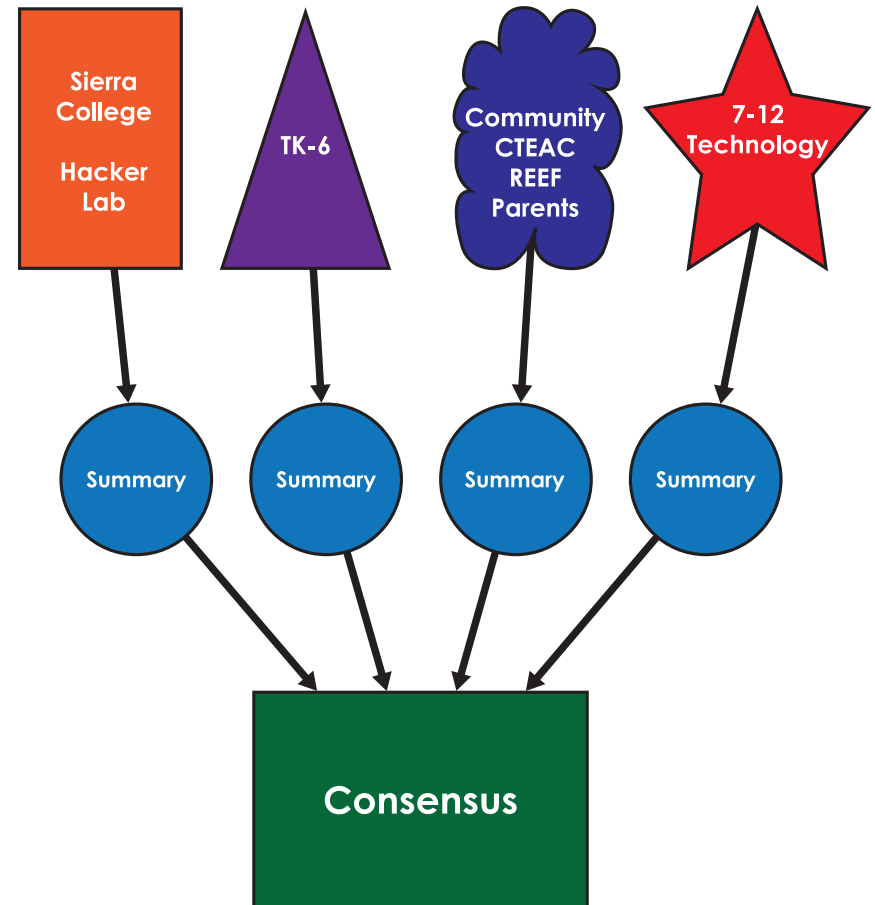 Sierra
College
Hacker
Lab
TK-6
Community
CTEAC
REEF
Parents
7-12
Technology
Summary
Summary
Summary
Summary
Consensus